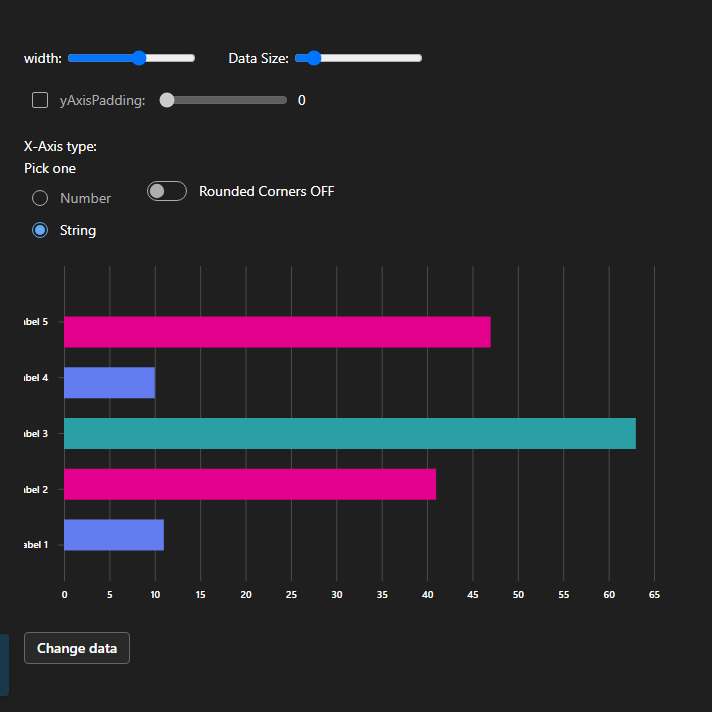 width:
Data Size:
yAxisPadding:
0
X-Axis type:
Pick one
Number
Rounded Corners OFF
String
abel 5
abel 4
abel 3
abel 2
abel 1
0 5 10 15 20 25 30 35 40 45 50 55 60 65
Change data